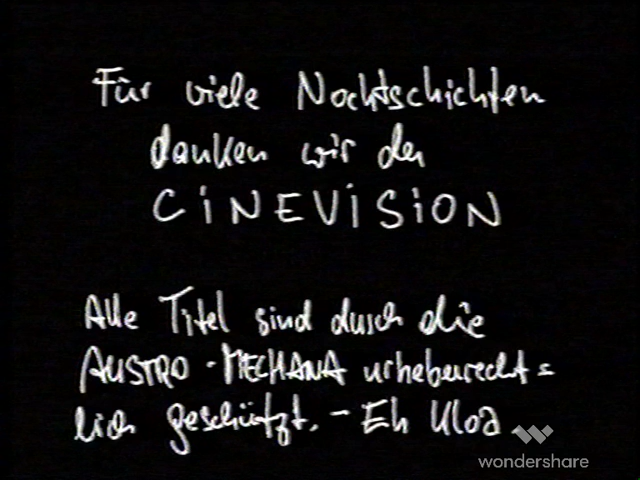 Für viele Nachtschichten
danken wir der
CiNEViSiON
Alle Titel sind durch die
AUSTRO-MECHANA urheberrecht=
lich geschützt. – Eh kloa
wondershare